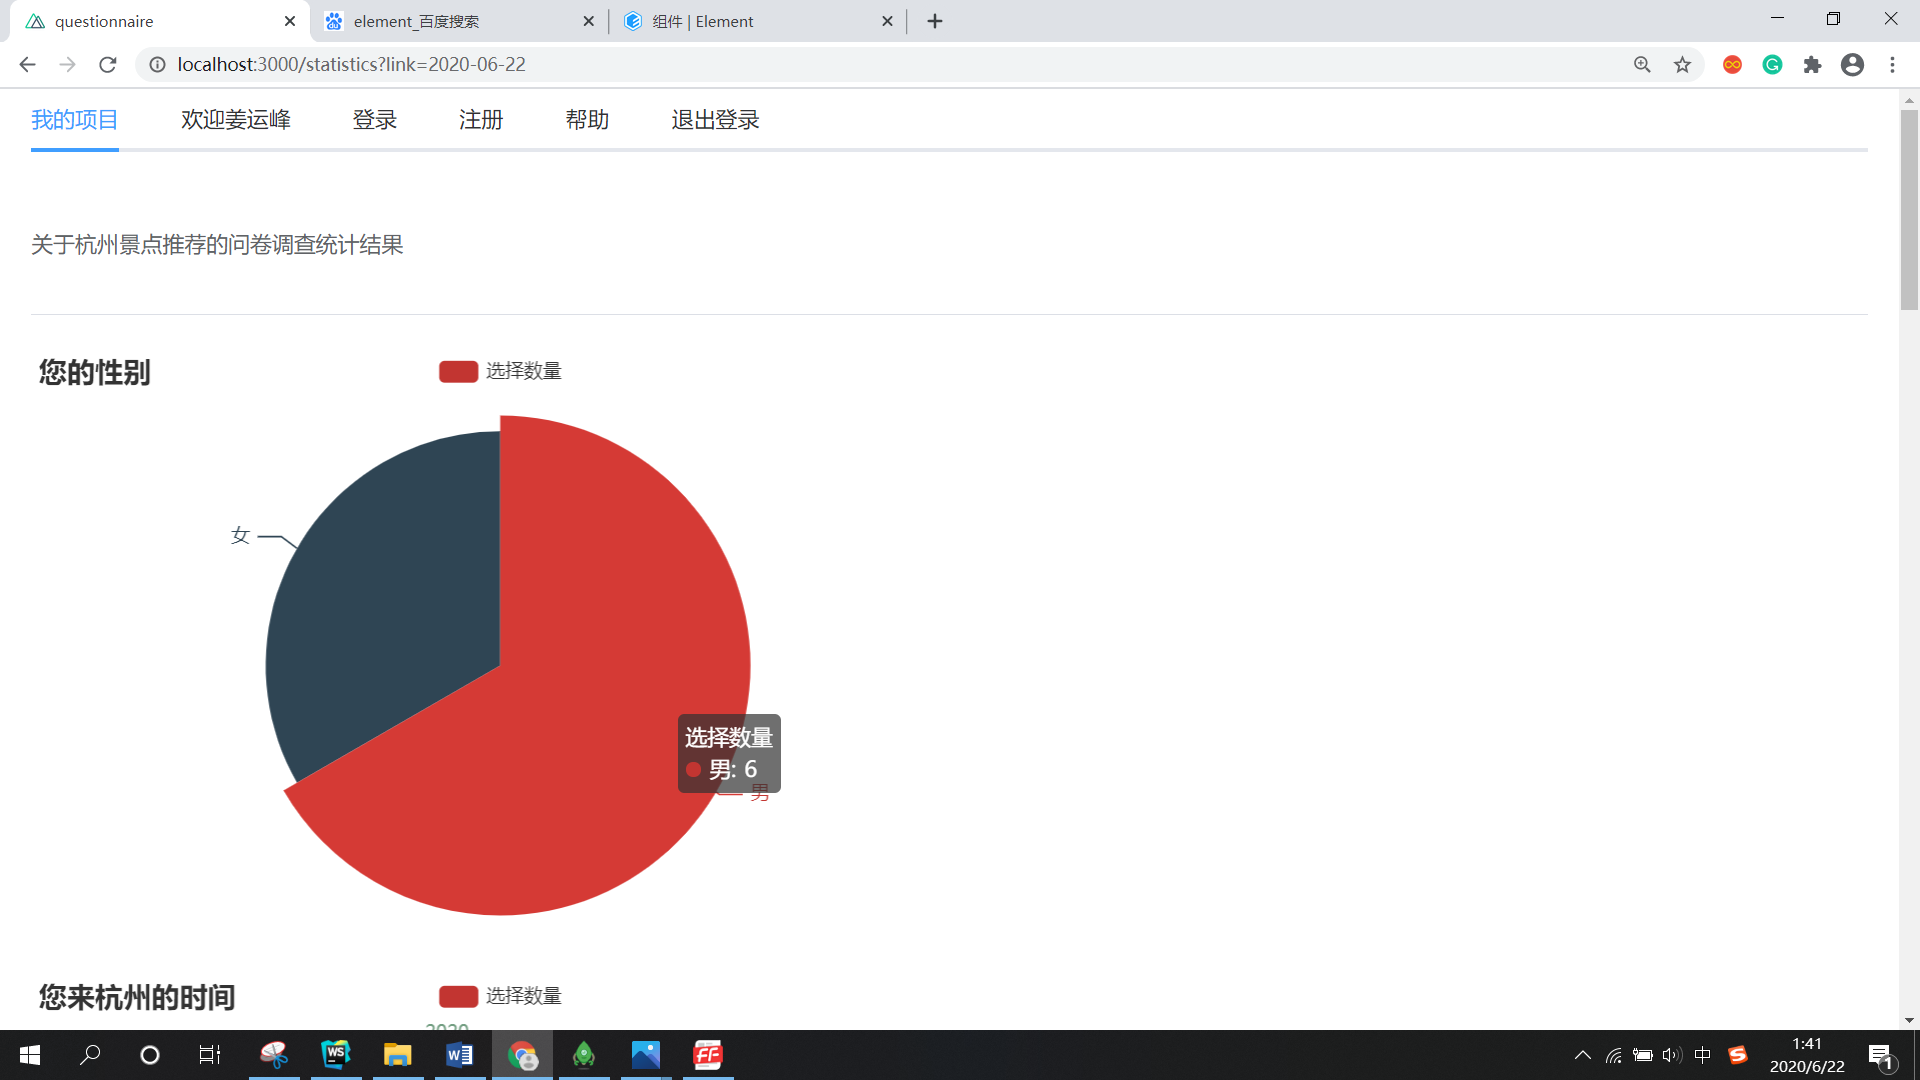 questionnaire
element_百度搜索
组件 | Element
localhost:3000/statistics?link=2020-06-22
我的项目 欢迎姜运峰 登录 注册 帮助 退出登录
关于杭州景点推荐的问卷调查统计结果
您的性别
选择数量
女
选择数量
男: 6
男
您来杭州的时间
选择数量
2020
WS
W
FF
中
1:41
2020/6/22
1